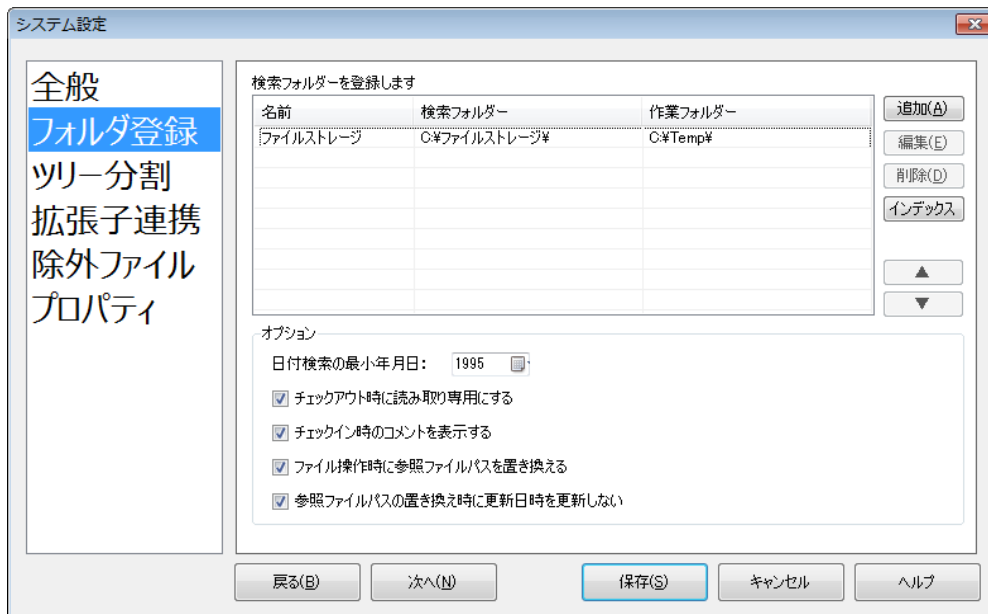 システム設定
全般
フォルダ登録
ツリー分割
拡張子連携
除外ファイル
プロパティ
検索フォルダーを登録します
名前 検索フォルダー 作業フォルダー
ファイルストレージ C:¥ファイルストレージ¥ C:¥Temp¥
追加(A)
編集(E)
削除(D)
インデックス
▲
▼
オプション
日付検索の最小年月日： 1995
チェックアウト時に読み取り専用にする
チェックイン時のコメントを表示する
ファイル操作時に参照ファイルパスを置き換える
参照ファイルパスの置き換え時に更新日時を更新しない
戻る(B) 次へ(N) 保存(S) キャンセル ヘルプ